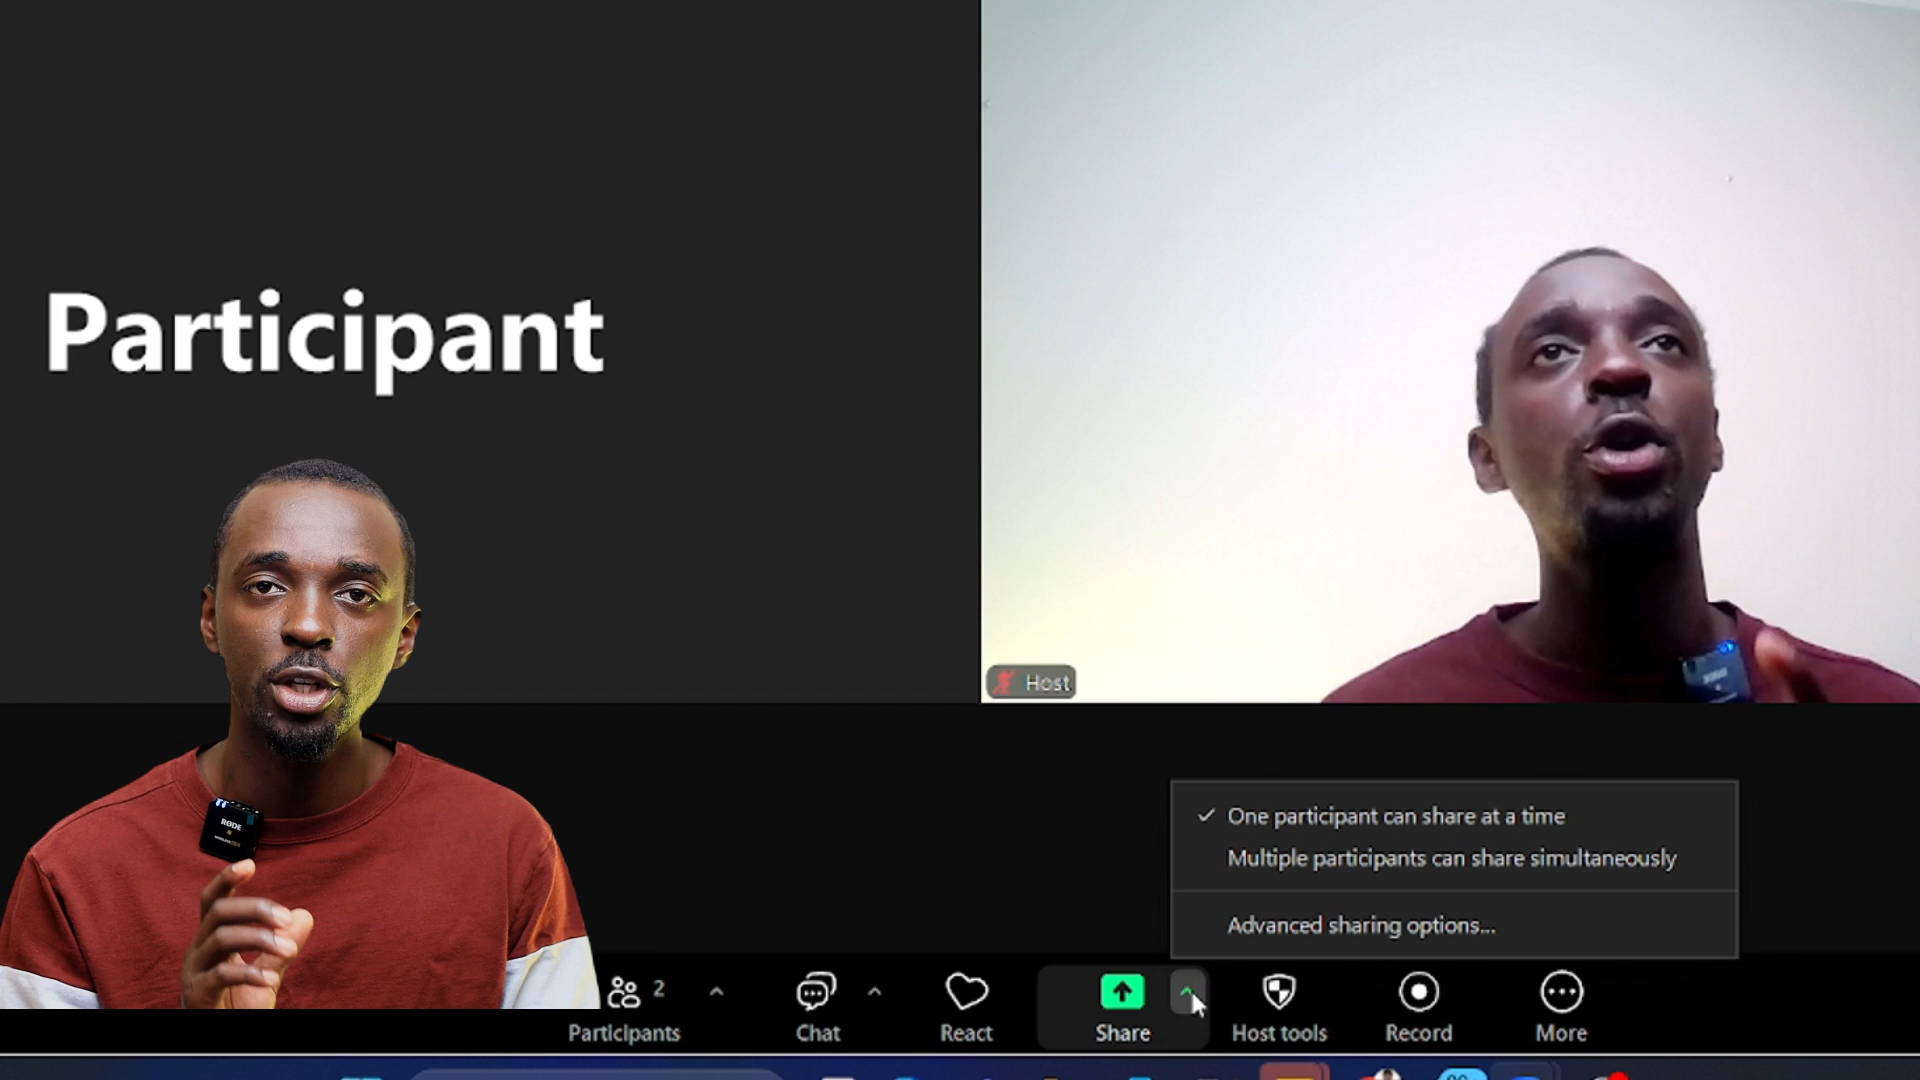 Participant
Host
RØDE
One participant can share at a time
Multiple participants can share simultaneously
Advanced sharing options...
2
Participants
Chat
React
Share
Host tools
Record
More